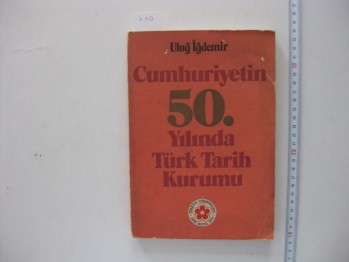 Uluğ İğdemir
Cumhuriyetin
50.
Yılında
Türk Tarih
Kurumu